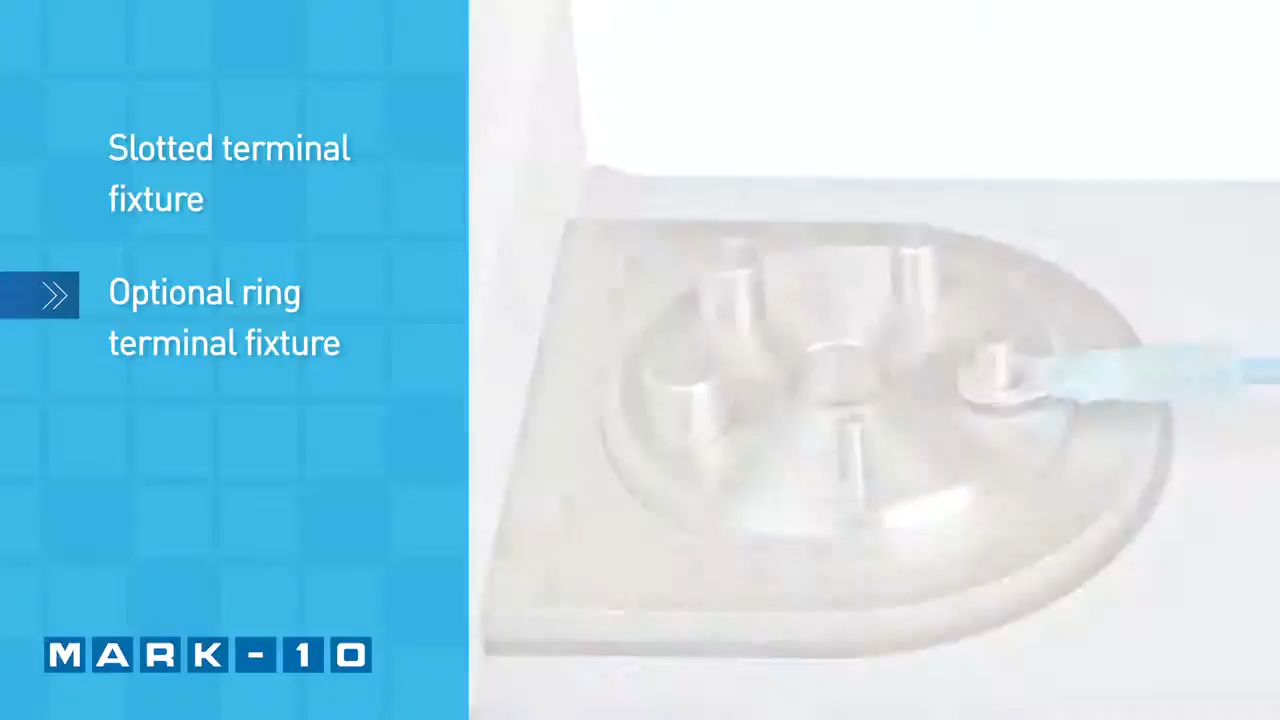 Slotted terminal
fixture
Optional ring
terminal fixture
MARK-10